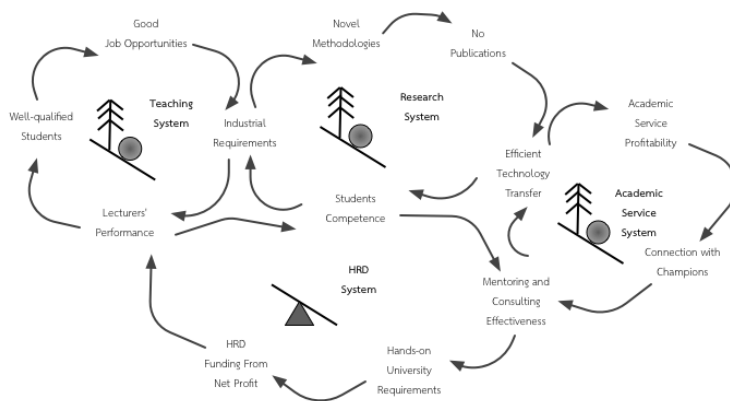 Good
Job Opportunities
Novel
Methodologies
No
Publications
Well-qualified
Students
Teaching
System
Industrial
Requirements
Research
System
Efficient
Technology
Transfer
Academic
Service
Profitability
Lecturers'
Performance
Students
Competence
Academic
Service
System
Connection with
Champions
HRD
System
Mentoring and
Consulting
Effectiveness
HRD
Funding From
Net Profit
Hands-on
University
Requirements